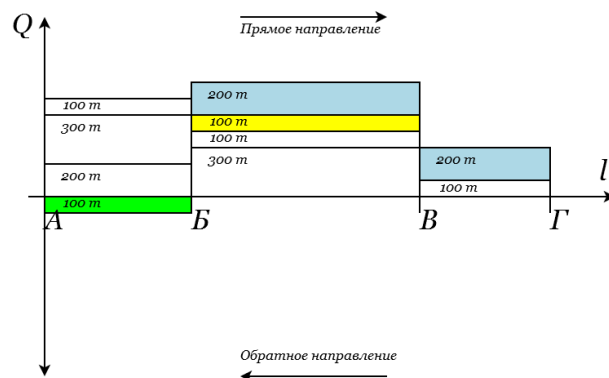 Q
Прямое направление
100 т
300 т
200 т
100 т
200 т
100 т
100 т
300 т
200 т
100 т
l
А
Б
В
Г
Обратное направление